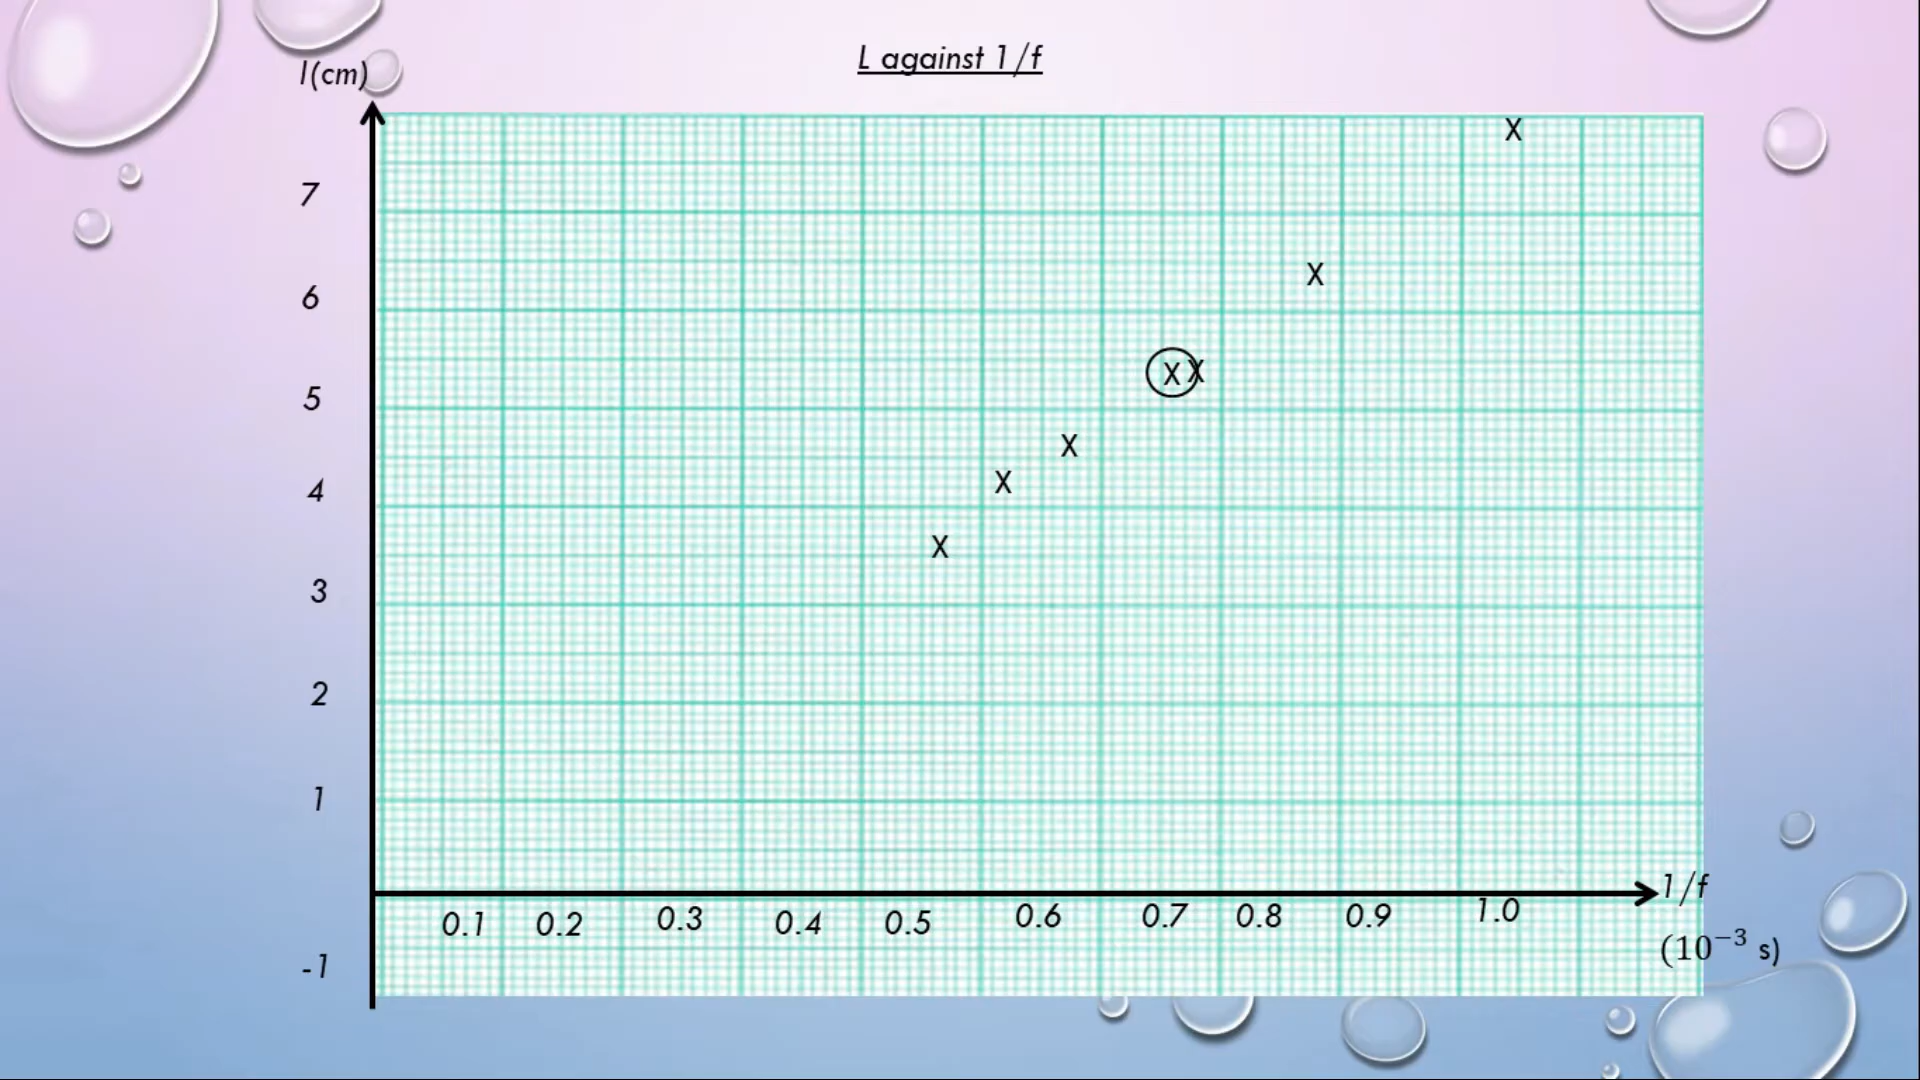 L against 1/f
l(cm)
7
6
5
4
3
2
1
-1
X
X
X X
X
X
X
0.1 0.2 0.3 0.4 0.5 0.6 0.7 0.8 0.9 1.0
1/f
(10⁻³ s)